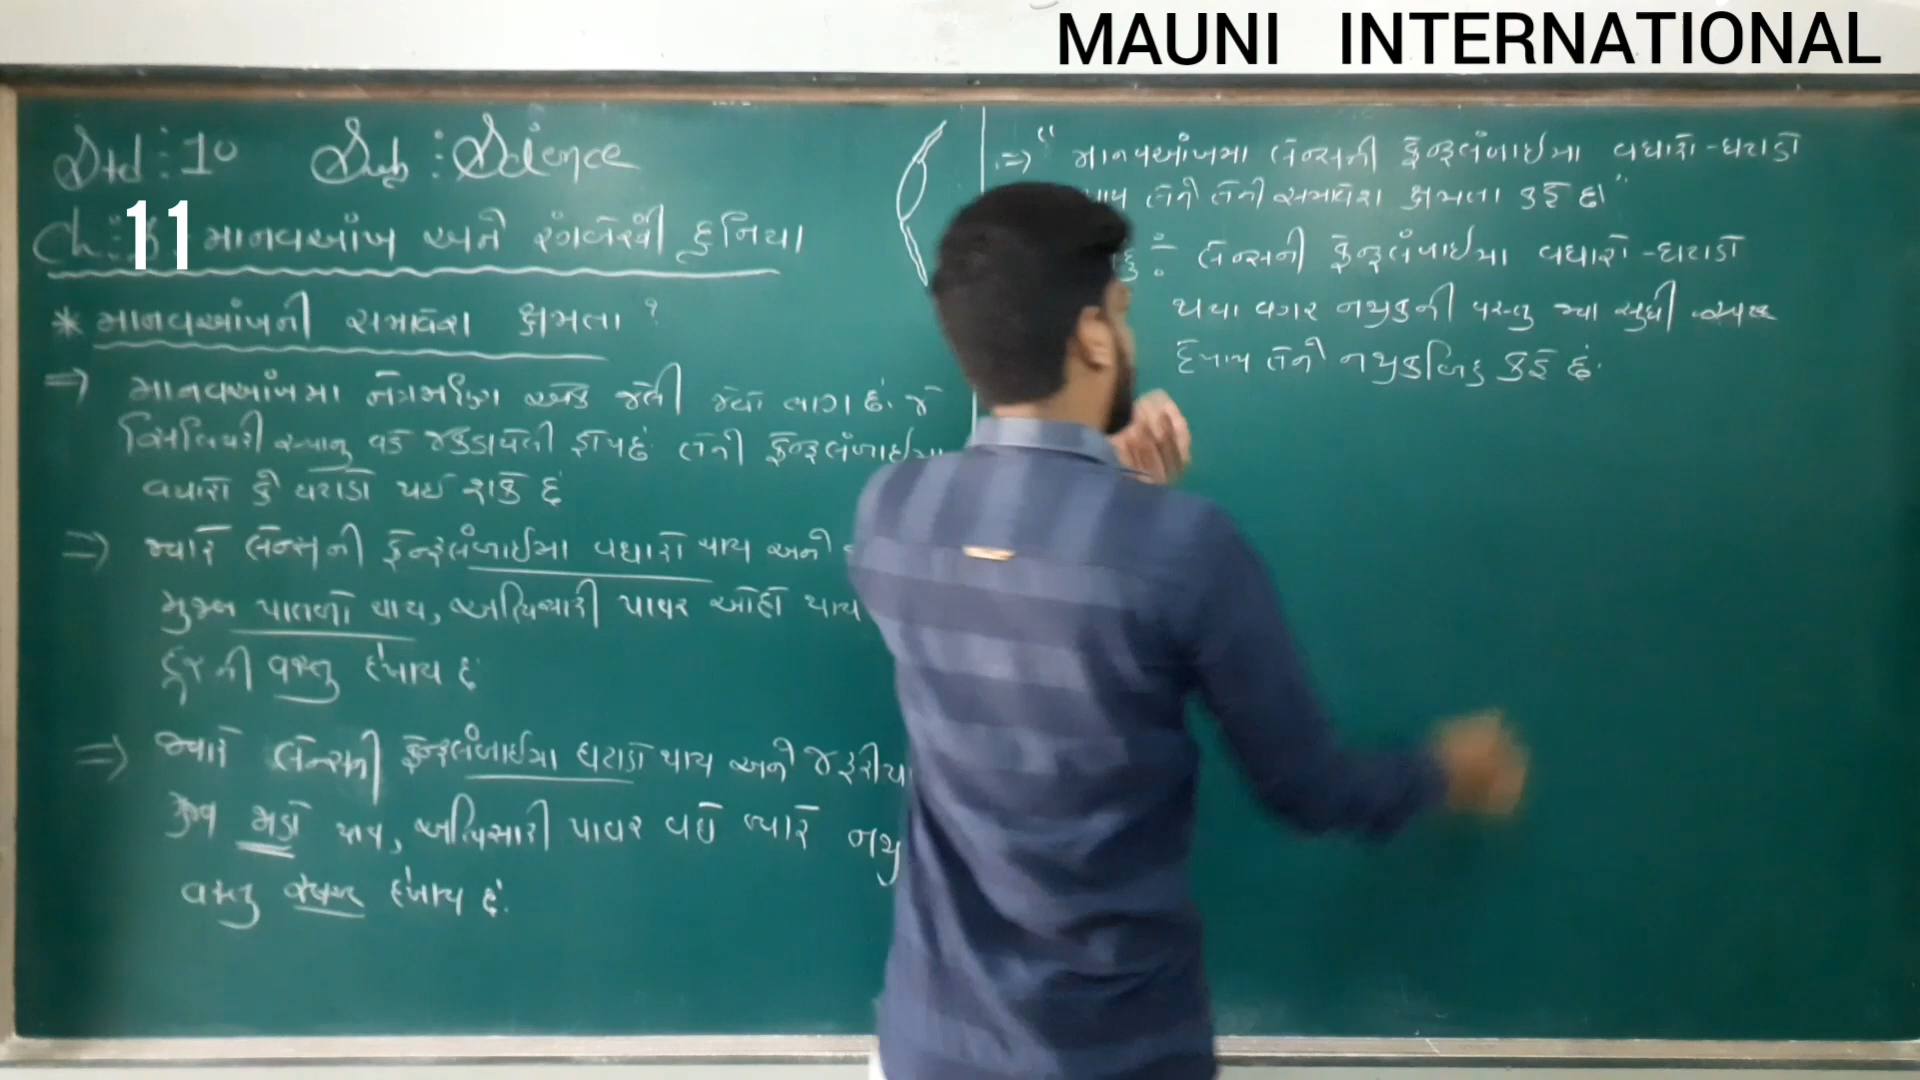 MAUNI INTERNATIONAL
Std : 10 Sub : Science
Ch : 11 માનવઆંખ અને રંગબેરંગી દુનિયા
* માનવઆંખની સમાવેશ ક્ષમતા ?
⇒ માનવઆંખમા નેત્રમણિ એક જેલી જેવો ભાગ છે. જે
સિલિયરી સ્નાયુ વડે જકડાયેલી હોય છે તેની કેન્દ્રલંબાઈમા
વધારો કે ઘટાડો થઈ શકે છે
⇒ જ્યારે લેન્સની કેન્દ્રલંબાઈમા વધારો થાય અને
મુજબ પાતળો થાય, અભિસારી પાવર ઓછો થાય
દુરની વસ્તુ દેખાય છે
⇒ જ્યારે લેન્સની કેન્દ્રલંબાઈમા ઘટાડો થાય અને જરૂરીયા
મુજબ જાડો થાય, અભિસારી પાવર વધે ત્યારે નજી
વસ્તુ સ્પષ્ટ દેખાય છે.
⇒ " માનવઆંખમા લેન્સની કેન્દ્રલંબાઈમા વધારો - ઘટાડો
થાય તેને તેની સમાવેશ ક્ષમતા કહે છે "
: લેન્સની કેન્દ્રલંબાઈમા વધારો - ઘટાડો
થયા વગર નજીકની વસ્તુ જ્યા સુધી સ્પષ્ટ
દેખાય તેને નજીકબિંદુ કહે છે.